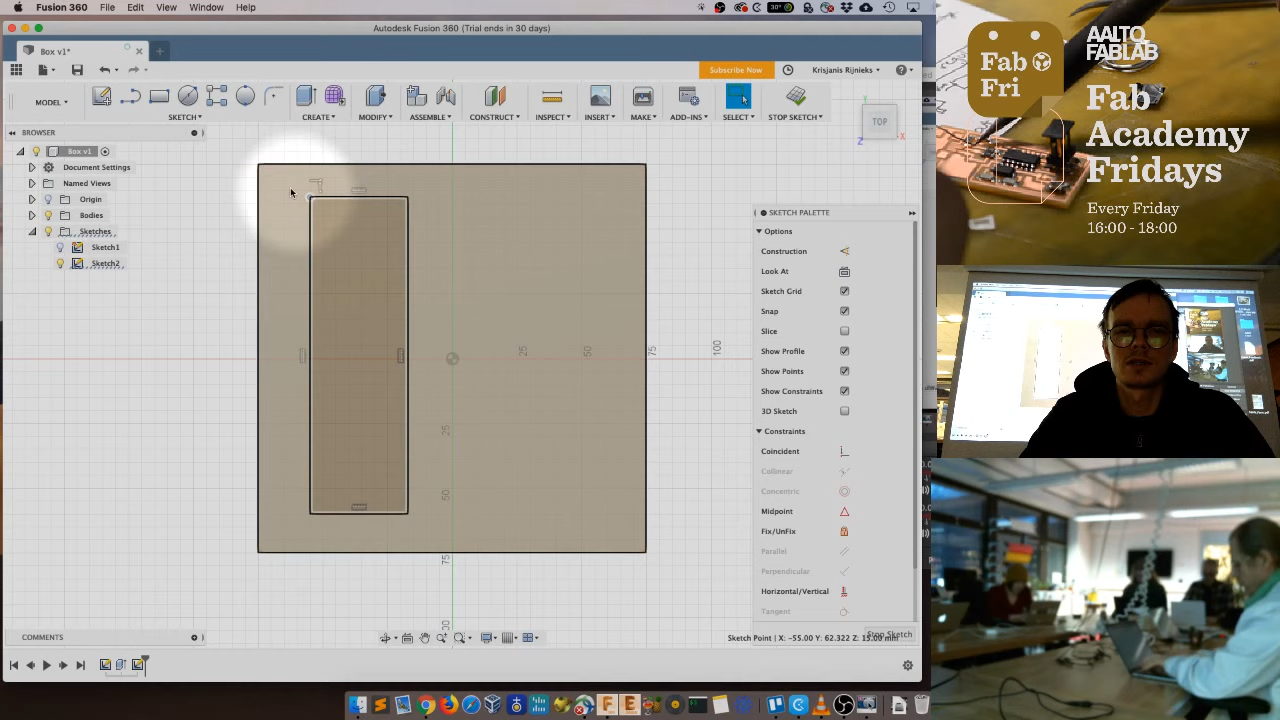 Fusion 360 File Edit View Window Help
30°
Autodesk Fusion 360 (Trial ends in 30 days)
Box v1*
Subscribe Now
Krisjanis Rijnieks
MODEL
SKETCH
CREATE
MODIFY
ASSEMBLE
CONSTRUCT
INSPECT
INSERT
MAKE
ADD-INS
SELECT
STOP SKETCH
BROWSER
Box v1
Document Settings
Named Views
Origin
Bodies
Sketches
Sketch1
Sketch2
TOP
Y
X
Z
25
50
75
100
25
50
75
SKETCH PALETTE
Options
Construction
Look At
Sketch Grid
Snap
Slice
Show Profile
Show Points
Show Constraints
3D Sketch
Constraints
Coincident
Collinear
Concentric
Midpoint
Fix/UnFix
Parallel
Perpendicular
Horizontal/Vertical
Tangent
Stop Sketch
COMMENTS
Sketch Point | X: -55.00 Y: 62.322 Z: 15.00 mm
Fab
Fri
AALTO
FABLAB
Fab
Academy
Fridays
Every Friday
16:00 - 18:00